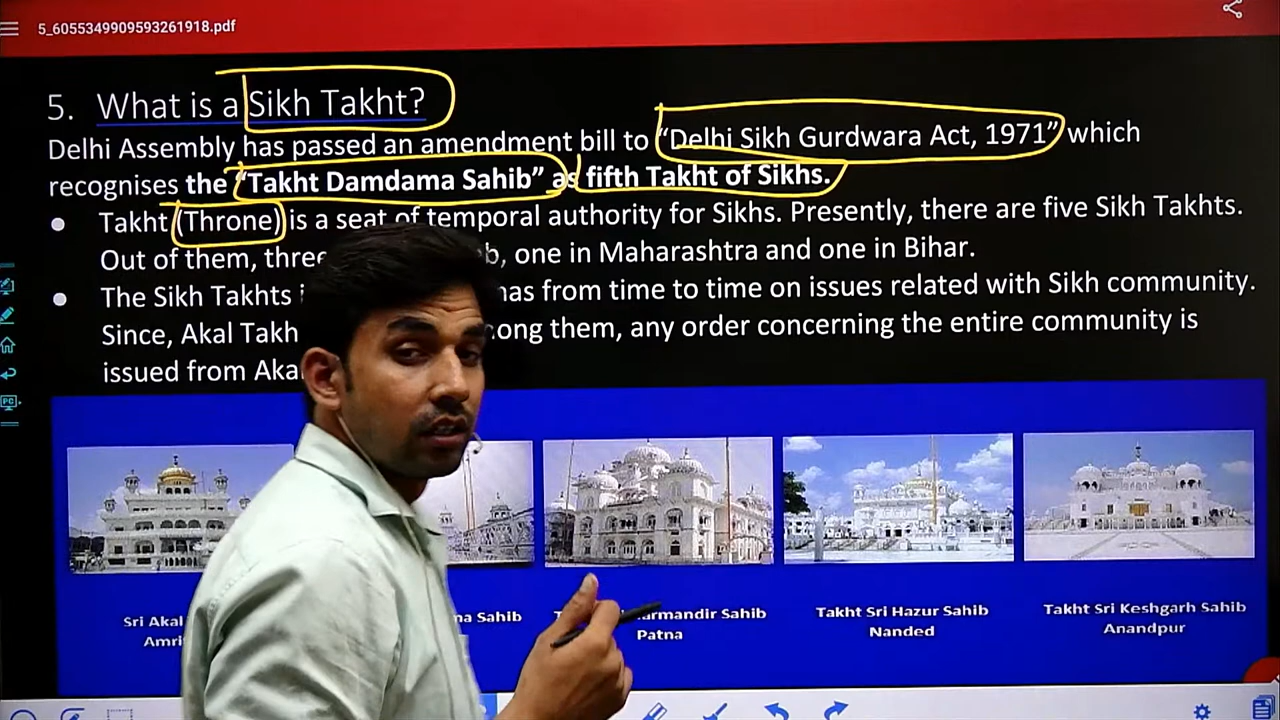 5_6055349909593261918.pdf
5. What is a Sikh Takht?
Delhi Assembly has passed an amendment bill to “Delhi Sikh Gurdwara Act, 1971” which
recognises the “Takht Damdama Sahib” as fifth Takht of Sikhs.
● Takht (Throne) is a seat of temporal authority for Sikhs. Presently, there are five Sikh Takhts.
Out of them, three b, one in Maharashtra and one in Bihar.
● The Sikh Takhts from time to time on issues related with Sikh community.
Since, Akal Takh them, any order concerning the entire community is
issued from Aka
Sri Akal
Amri
Sahib
Sahib
Patna
Takht Sri Hazur Sahib
Nanded
Takht Sri Keshgarh Sahib
Anandpur
PC